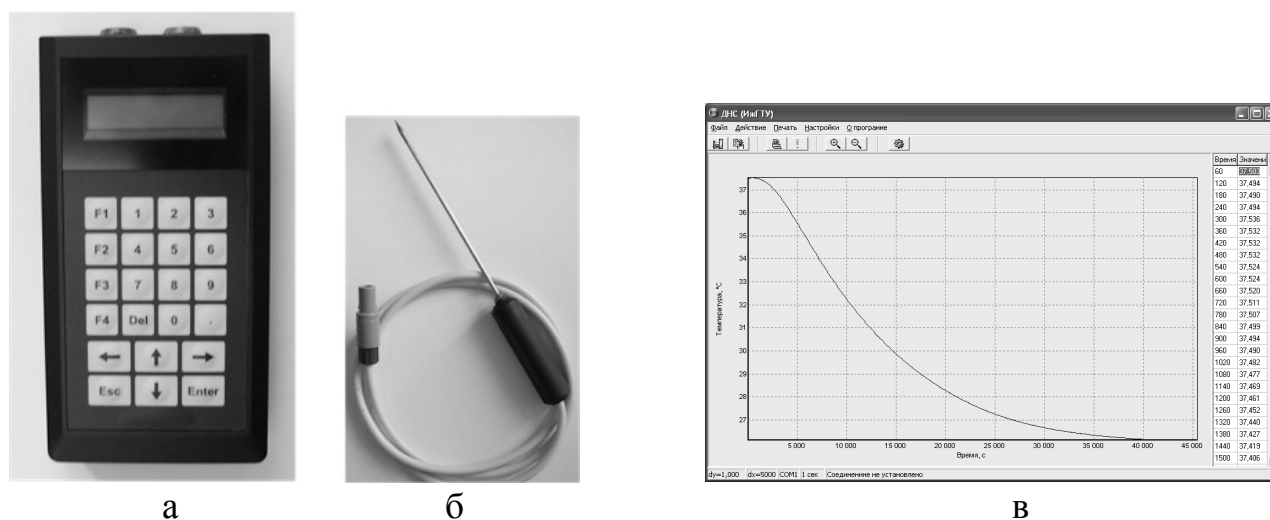 F1 1 2 3
F2 4 5 6
F3 7 8 9
F4 Del 0 .
← ↑ →
Esc ↓ Enter
а
б
ДНС (ИжГТУ)
Файл Действие Печать Настройки О програме
Температура, °C
37
36
35
34
33
32
31
30
29
28
27
5 000 10 000 15 000 20 000 25 000 30 000 35 000 40 000 45 000
Время, с
Время Значени
60 37,503
120 37,494
180 37,490
240 37,494
300 37,536
360 37,532
420 37,532
480 37,532
540 37,524
600 37,524
660 37,520
720 37,511
780 37,507
840 37,499
900 37,494
960 37,490
1020 37,482
1080 37,477
1140 37,469
1200 37,461
1260 37,452
1320 37,440
1380 37,427
1440 37,419
1500 37,406
dy=1,000 dx=5000 COM1 1 сек Соединение не установлено
в